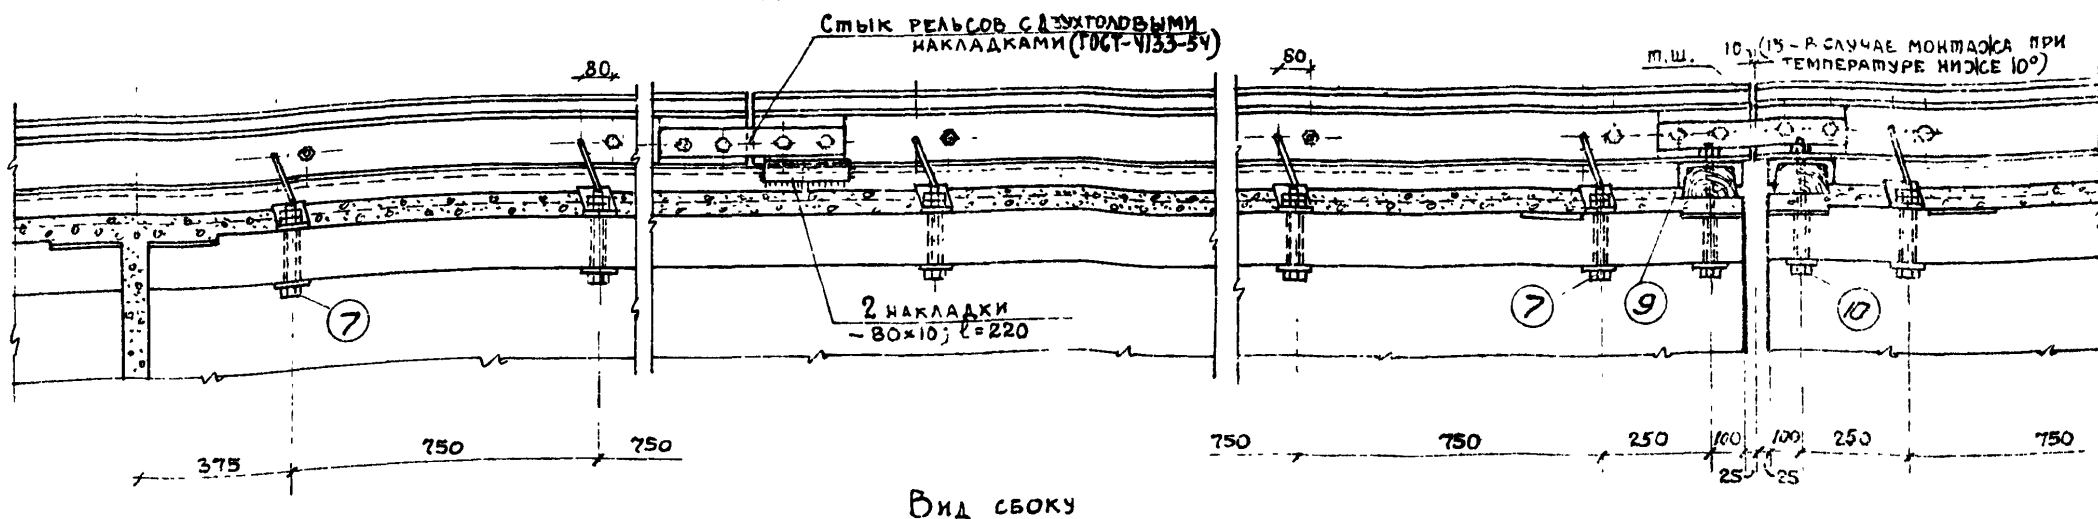 Стык рельсов с двухголовыми
накладками (ГОСТ-4133-54)
80
80
т.ш.
10 (15 - в случае монтажа при
температуре ниже 10°)
2 накладки
-80×10; ℓ=220
7
7
9
10
375
750
750
750
750
250
100
100
250
750
25
25
Вид сбоку